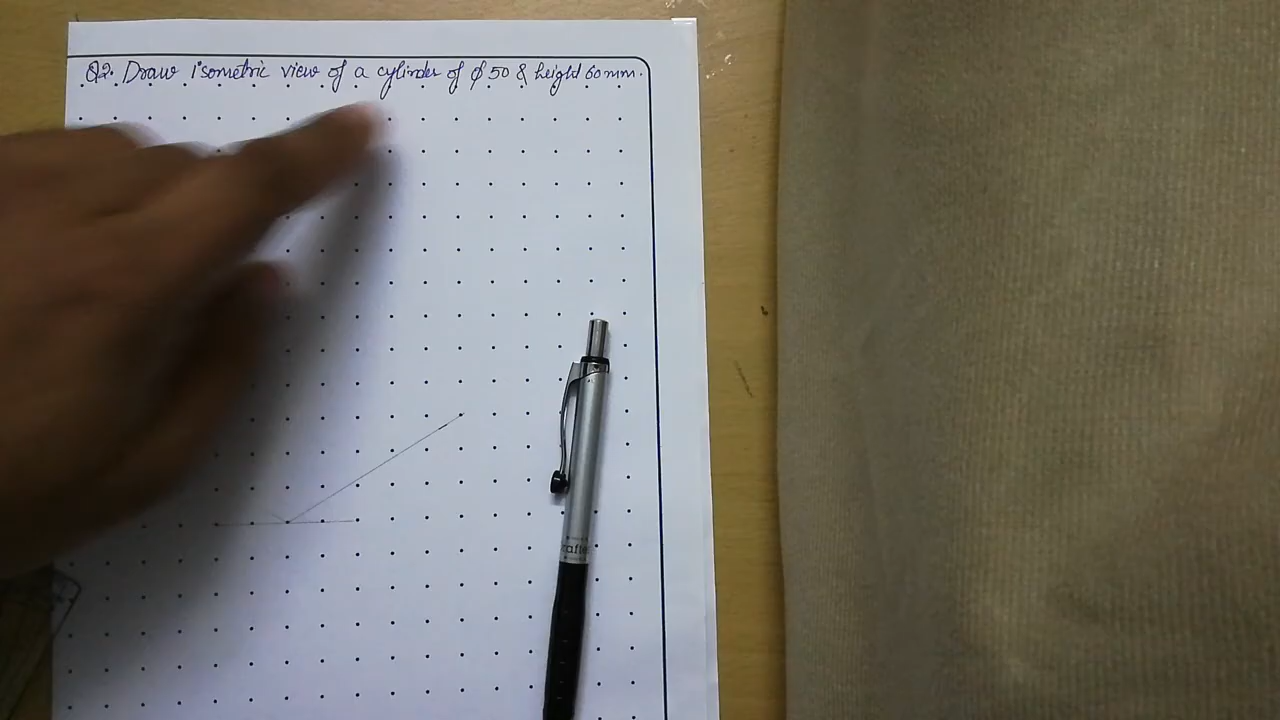 Q2. Draw isometric view of a cylinder of φ 50 & height 60 mm.